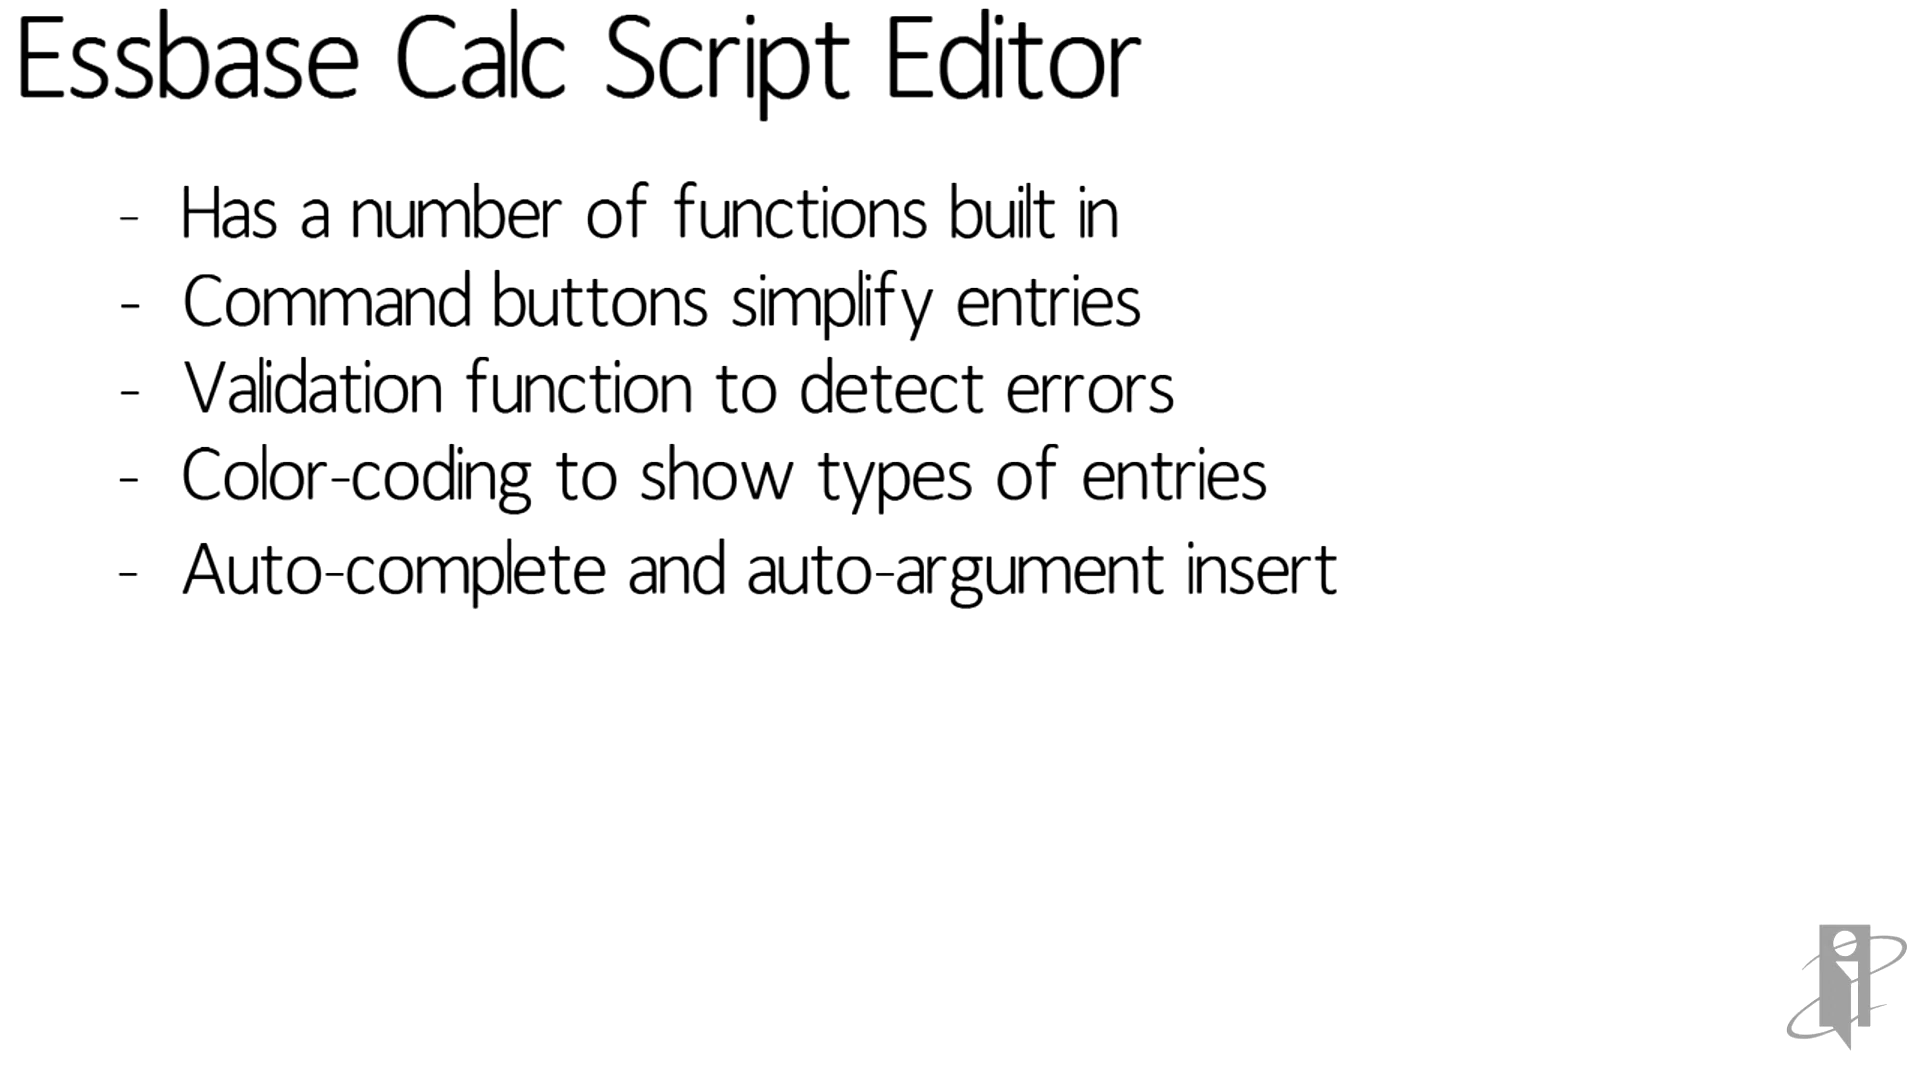 Essbase Calc Script Editor
- Has a number of functions built in
- Command buttons simplify entries
- Validation function to detect errors
- Color-coding to show types of entries
- Auto-complete and auto-argument insert